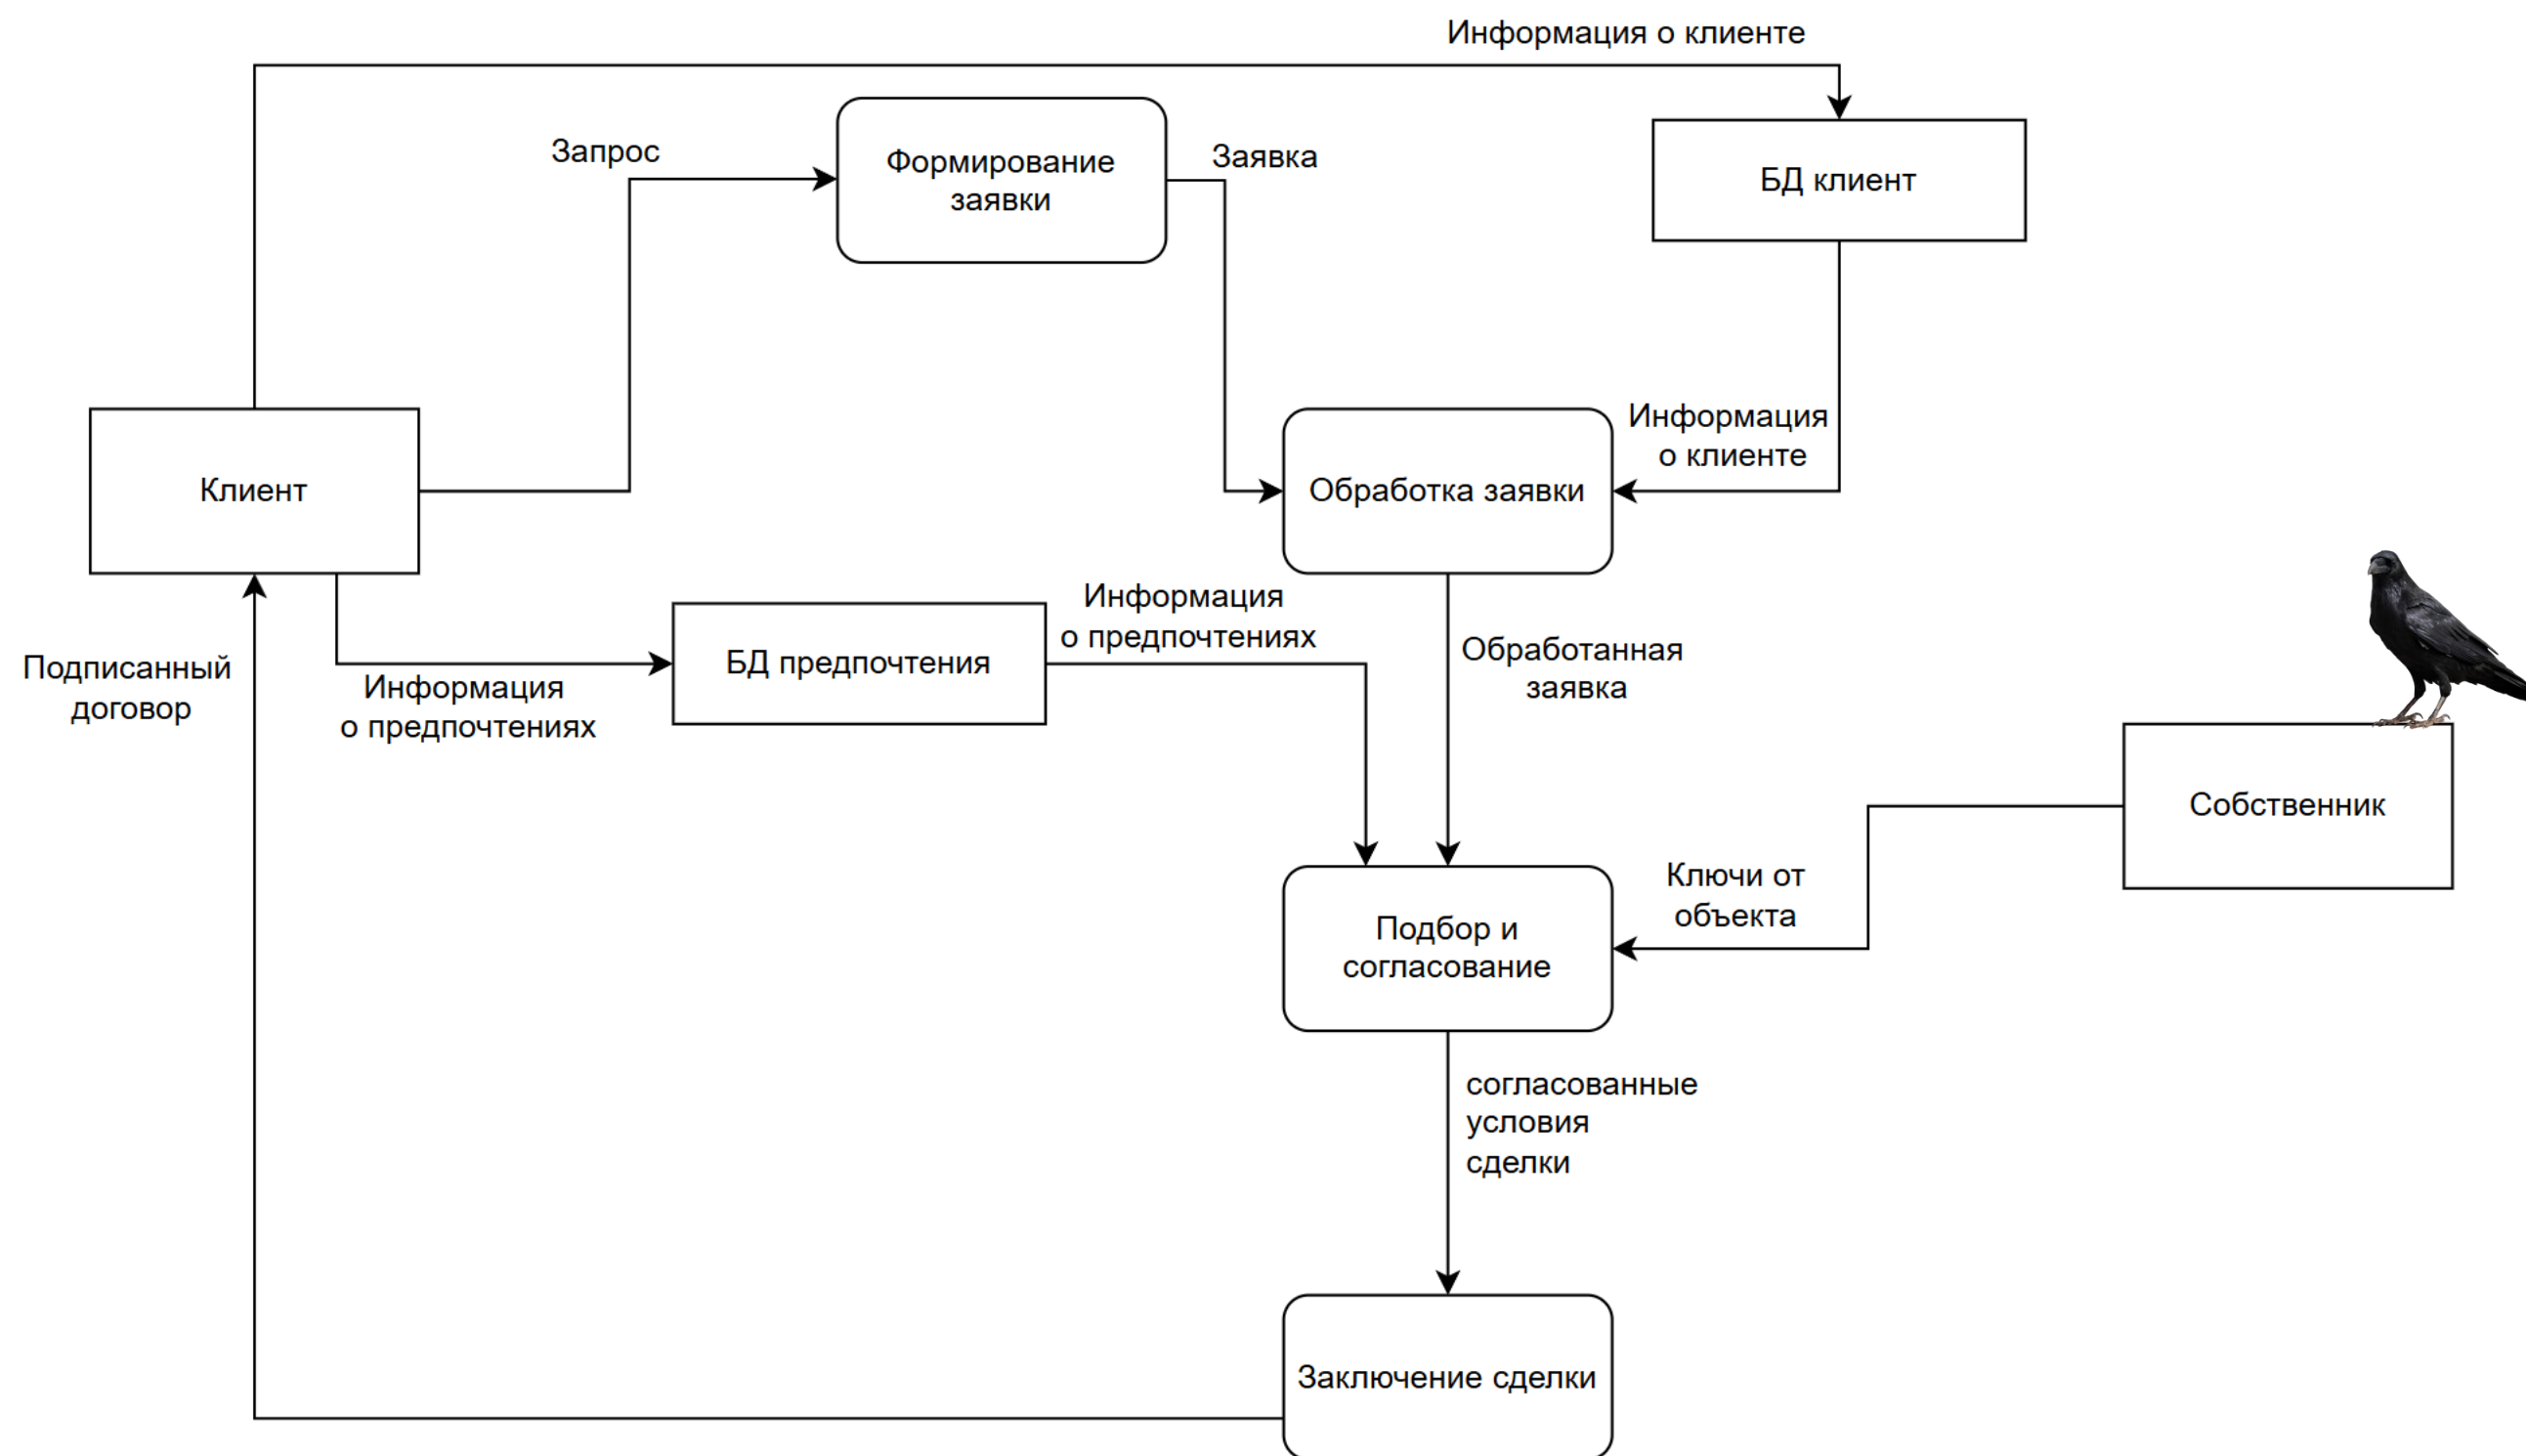 Информация о клиенте
Запрос
Формирование
заявки
Заявка
БД клиент
Клиент
Обработка заявки
Информация
о клиенте
Подписанный
договор
Информация
о предпочтениях
БД предпочтения
Информация
о предпочтениях
Обработанная
заявка
Собственник
Ключи от
объекта
Подбор и
согласование
согласованные
условия
сделки
Заключение сделки